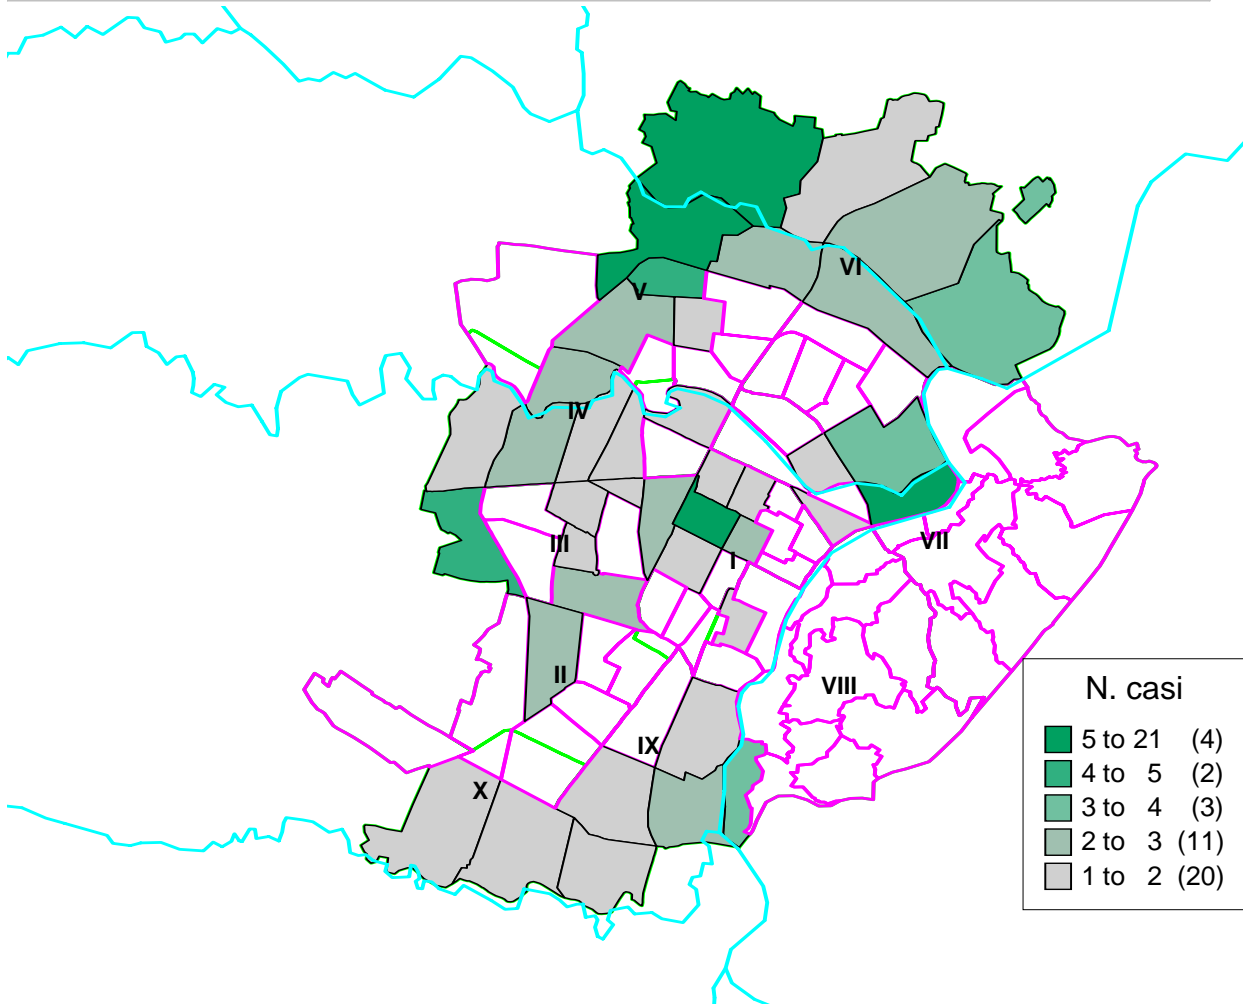 VI
V
IV
VII
III
I
II
VIII
IX
X
N. casi
5 to 21 (4)
4 to 5 (2)
3 to 4 (3)
2 to 3 (11)
1 to 2 (20)